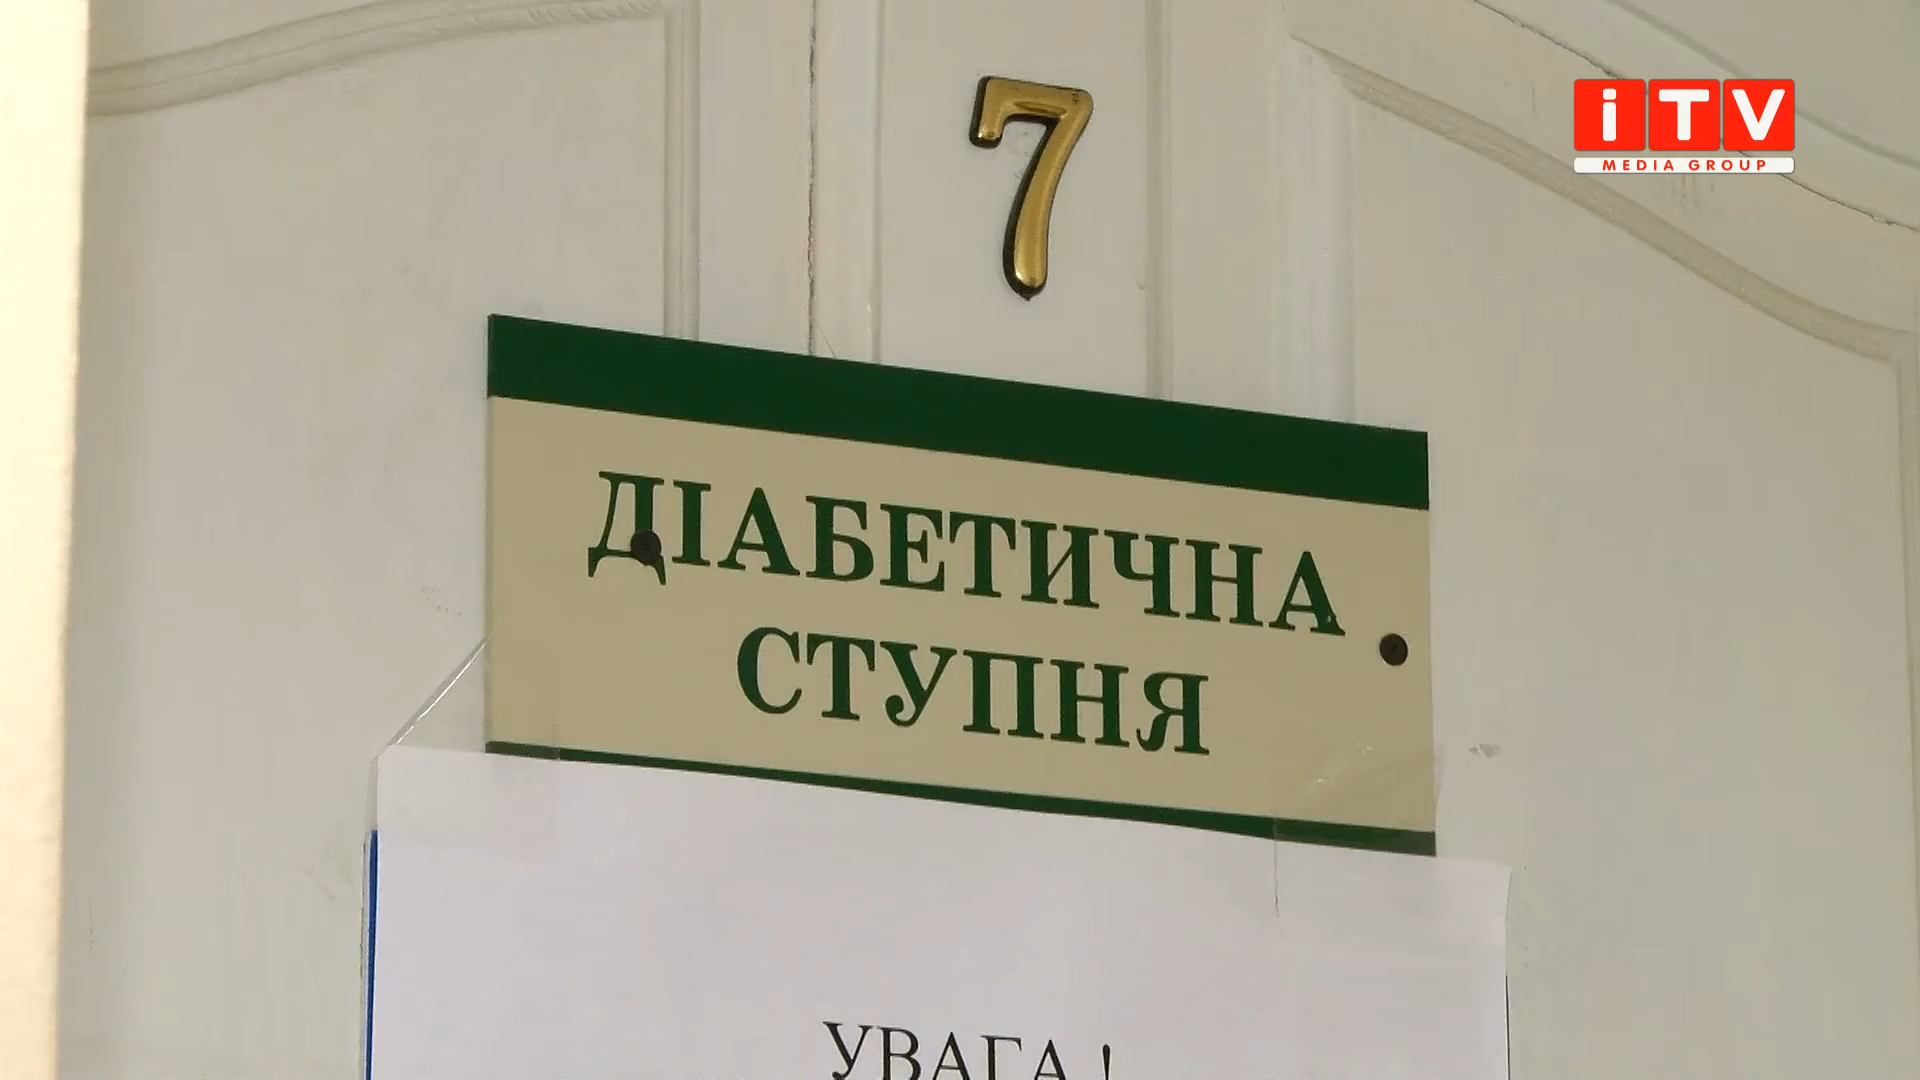 7
iTV
MEDIA GROUP
ДІАБЕТИЧНА
СТУПНЯ
УВАГА !